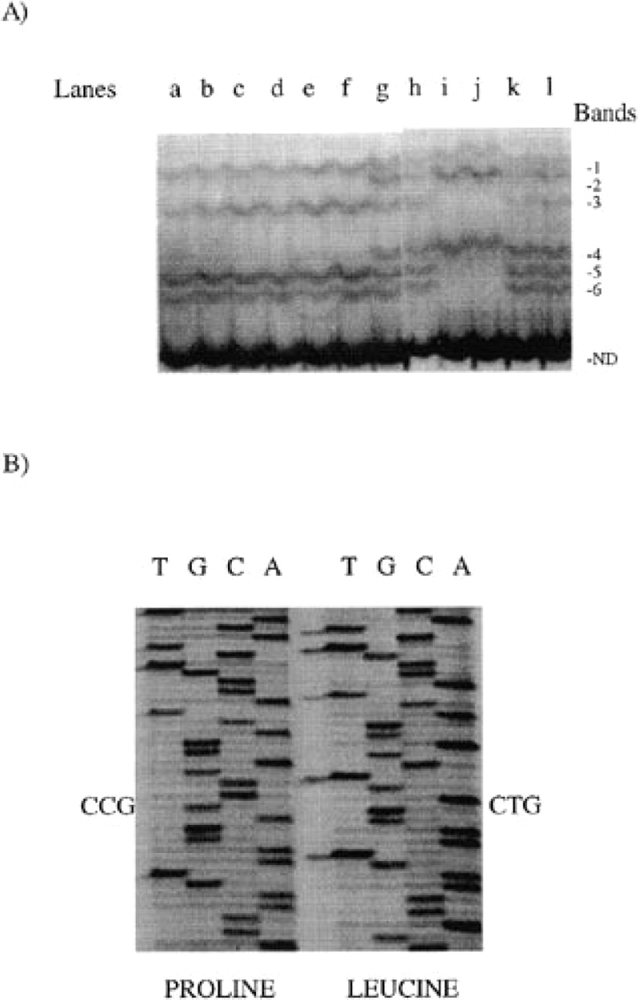 A)
Lanes a b c d e f g h i j k l
Bands
-1
-2
-3
-4
-5
-6
-ND
B)
T G C A T G C A
CCG CTG
PROLINE LEUCINE